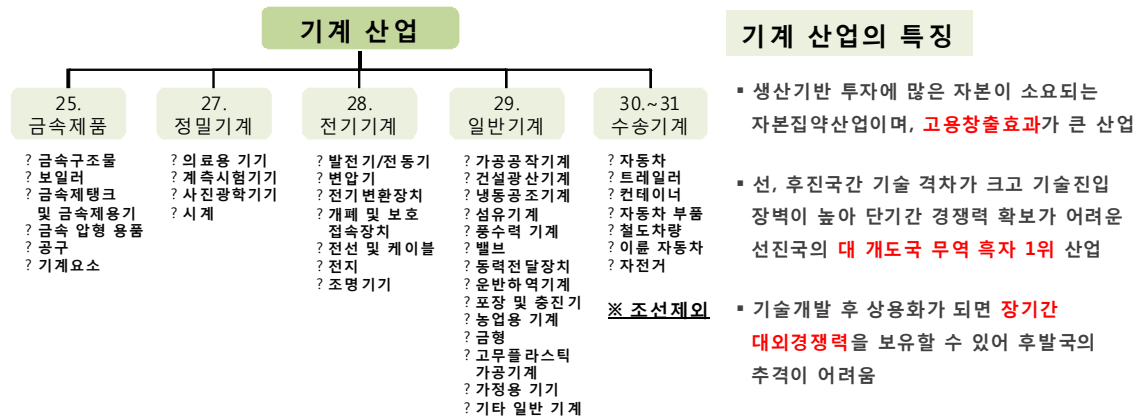 기계 산업
25.
금속제품
? 금속구조물
? 보일러
? 금속제탱크
및 금속제용기
? 금속 압형 용품
? 공구
? 기계요소
27.
정밀기계
? 의료용 기기
? 계측시험기기
? 사진광학기기
? 시계
28.
전기기계
? 발전기/전동기
? 변압기
? 전기변환장치
? 개폐 및 보호
접속장치
? 전선 및 케이블
? 전지
? 조명기기
29.
일반기계
? 가공공작기계
? 건설광산기계
? 냉동공조기계
? 섬유기계
? 풍수력 기계
? 밸브
? 동력전달장치
? 운반하역기계
? 포장 및 충진기
? 농업용 기계
? 금형
? 고무플라스틱
가공기계
? 가정용 기기
? 기타 일반 기계
30.~31
수송기계
? 자동차
? 트레일러
? 컨테이너
? 자동차 부품
? 철도차량
? 이륜 자동차
? 자전거
※ 조선제외
기계 산업의 특징
▪ 생산기반 투자에 많은 자본이 소요되는
자본집약산업이며, 고용창출효과가 큰 산업
▪ 선, 후진국간 기술 격차가 크고 기술진입
장벽이 높아 단기간 경쟁력 확보가 어려운
선진국의 대 개도국 무역 흑자 1위 산업
▪ 기술개발 후 상용화가 되면 장기간
대외경쟁력을 보유할 수 있어 후발국의
추격이 어려움